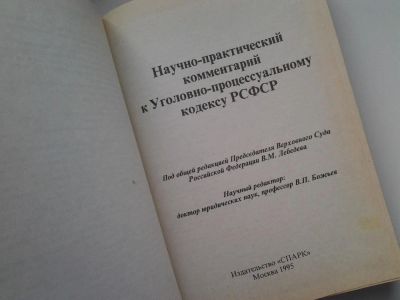 Научно-практический
комментарий
к Уголовно-процессуальному
кодексу РСФСР
Под общей редакцией Председателя Верховного Суда
Российской Федерации В.М. Лебедева
Научный редактор:
доктор юридических наук, профессор В.П. Божьев
Издательство «СПАРК»
Москва 1995